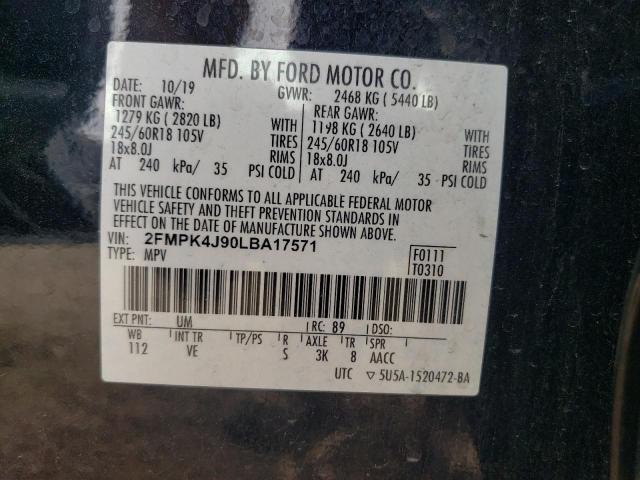 MFD. BY FORD MOTOR CO.
DATE: 10/19 GVWR: 2468 KG ( 5440 LB)
FRONT GAWR: REAR GAWR:
1279 KG ( 2820 LB) WITH 1198 KG ( 2640 LB) WITH
245/60R18 105V TIRES 245/60R18 105V TIRES
18x8.0J RIMS 18x8.0J RIMS
AT 240 kPa/ 35 PSI COLD AT 240 kPa/ 35 PSI COLD
THIS VEHICLE CONFORMS TO ALL APPLICABLE FEDERAL MOTOR
VEHICLE SAFETY AND THEFT PREVENTION STANDARDS IN
EFFECT ON THE DATE OF MANUFACTURE SHOWN ABOVE.
VIN: 2FMPK4J90LBA17571
TYPE: MPV F0111
T0310
EXT PNT: UM RC: 89 DSO:
WB INT TR TP/PS R AXLE TR SPR
112 VE S 3K 8 AACC
UTC ▽ 5U5A-1520472-BA